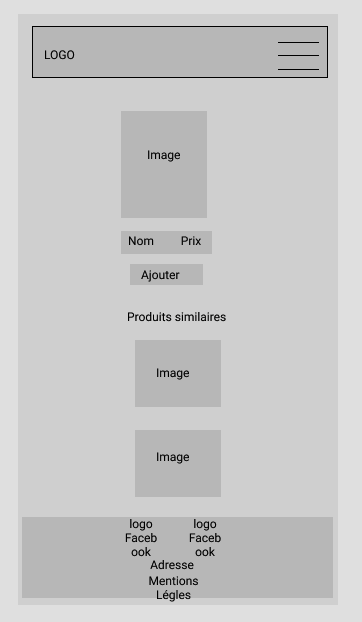 LOGO
Image
Nom Prix
Ajouter
Produits similaires
Image
Image
logo logo
Faceb Faceb
ook ook
Adresse
Mentions
Légles